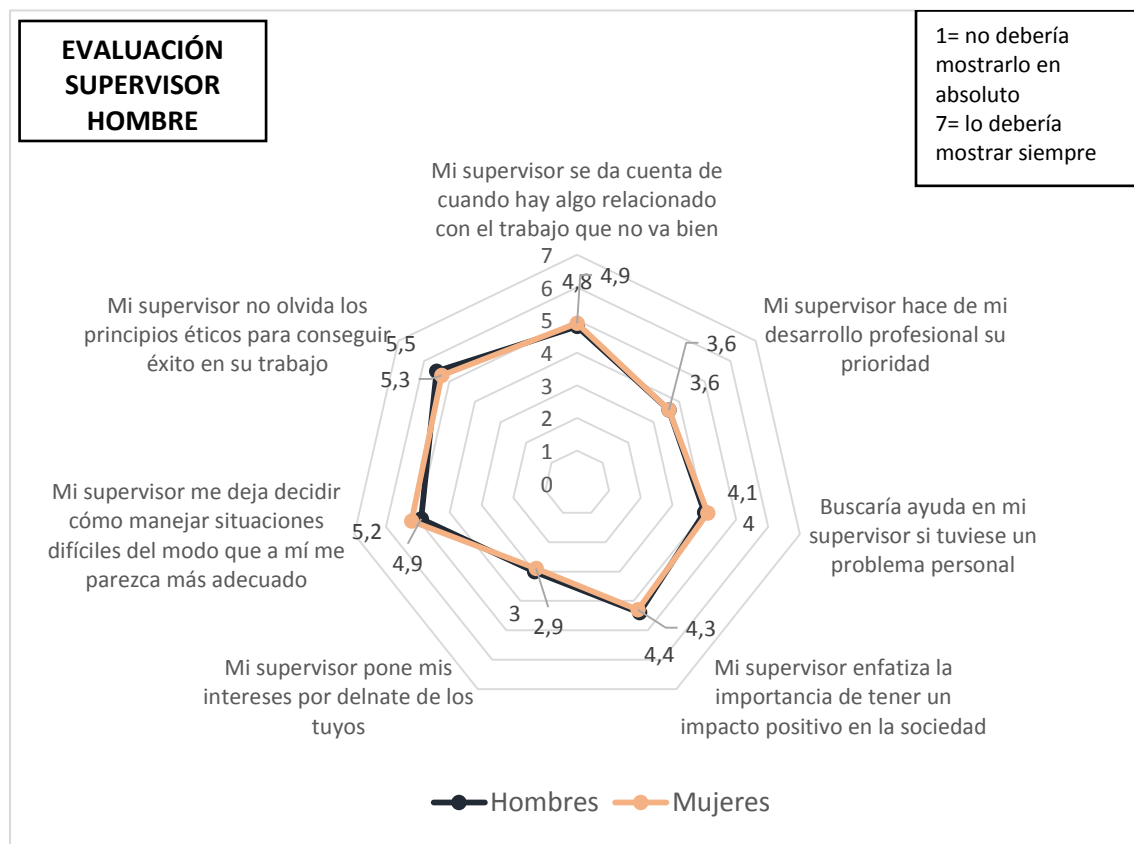 EVALUACIÓN
SUPERVISOR
HOMBRE
1= no debería
mostrarlo en
absoluto
7= lo debería
mostrar siempre
Mi supervisor se da cuenta de
cuando hay algo relacionado
con el trabajo que no va bien
Mi supervisor hace de mi
desarrollo profesional su
prioridad
Buscaría ayuda en mi
supervisor si tuviese un
problema personal
Mi supervisor enfatiza la
importancia de tener un
impacto positivo en la sociedad
Mi supervisor pone mis
intereses por delnate de los
tuyos
Mi supervisor me deja decidir
cómo manejar situaciones
difíciles del modo que a mí me
parezca más adecuado
Mi supervisor no olvida los
principios éticos para conseguir
éxito en su trabajo
7
6
5
4
3
2
1
0
4,8
4,9
3,6
3,6
4,1
4
4,3
4,4
3
2,9
5,2
4,9
5,5
5,3
Hombres
Mujeres